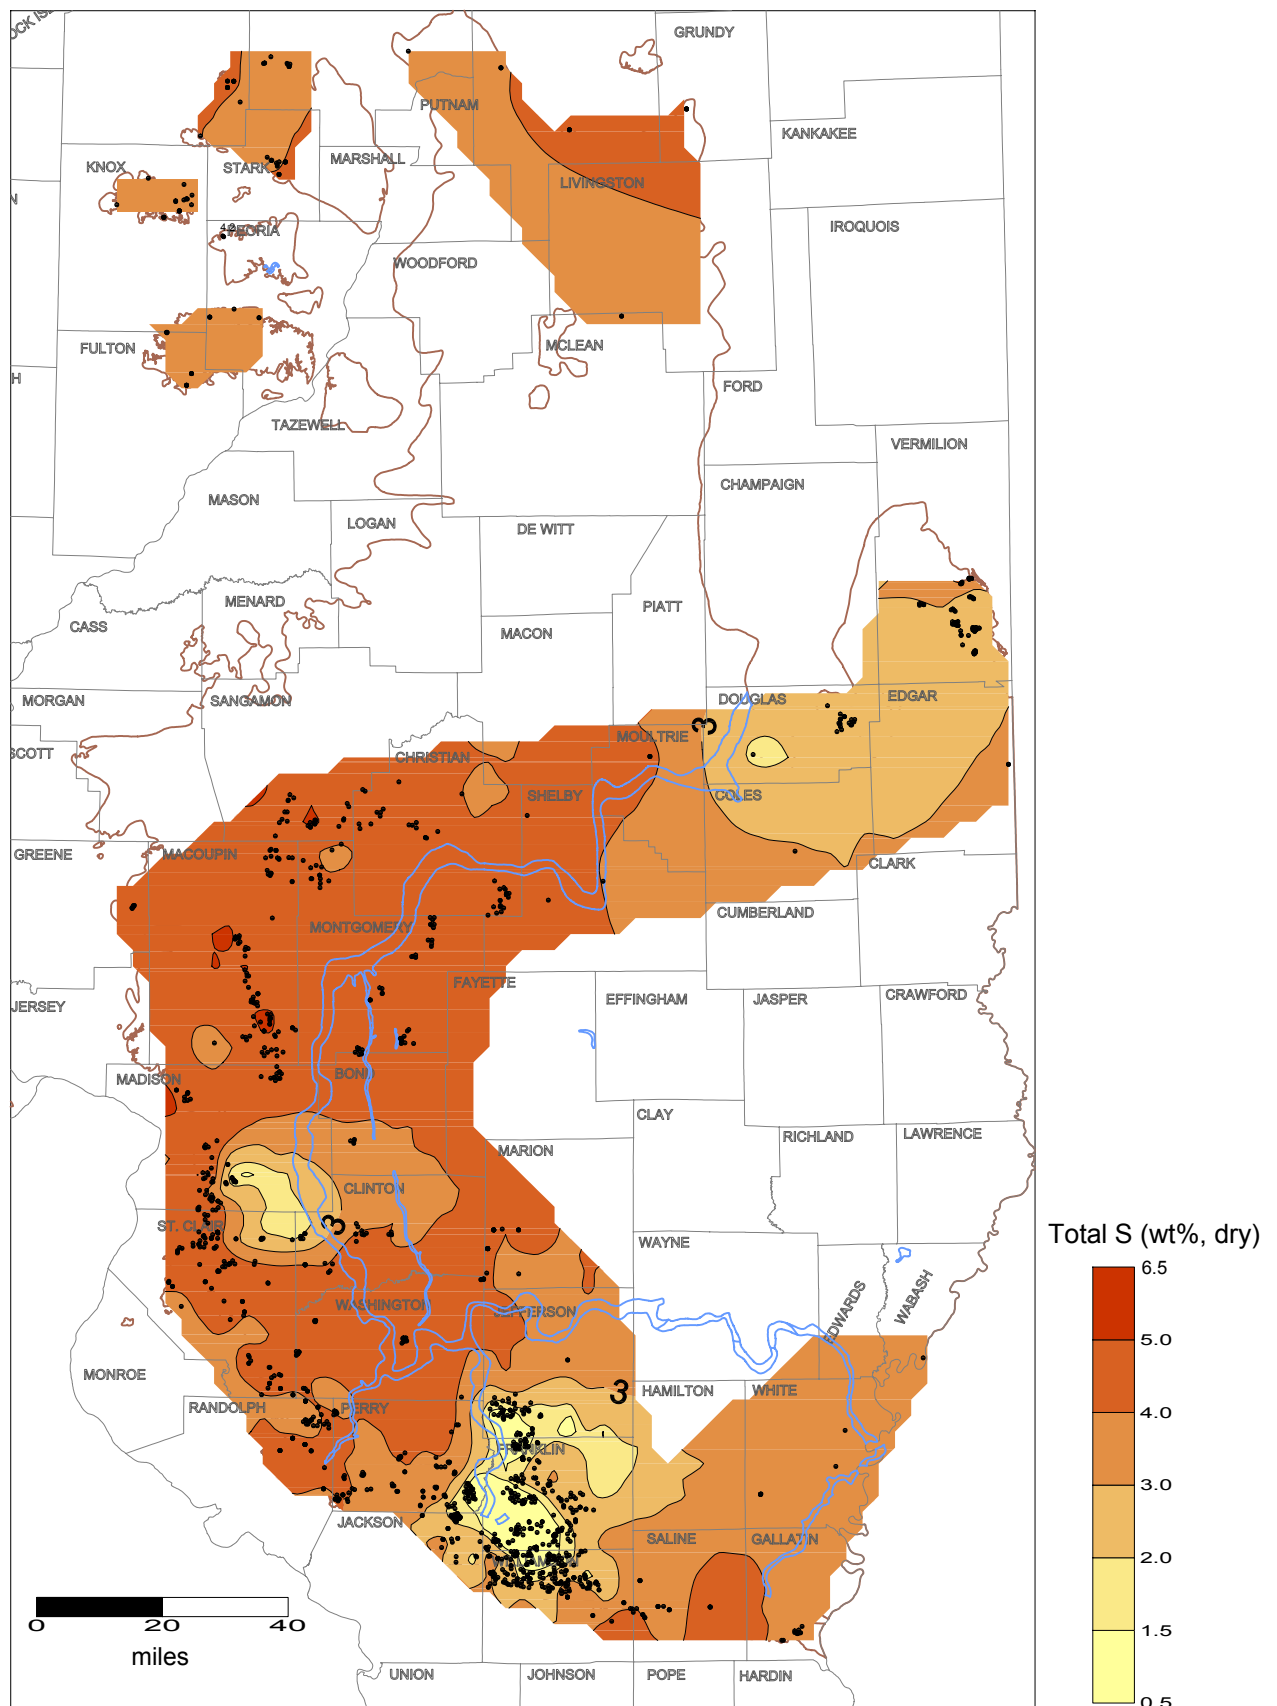 GRUNDY
PUTNAM
KANKAKEE
KNOX
STARK
MARSHALL
LIVINGSTON
IROQUOIS
4.2
PEORIA
WOODFORD
FULTON
MCLEAN
FORD
TAZEWELL
VERMILION
CHAMPAIGN
MASON
LOGAN
DE WITT
MENARD
PIATT
CASS
MACON
MORGAN
SANGAMON
DOUGLAS
EDGAR
3
MOULTRIE
SCOTT
CHRISTIAN
SHELBY
COLES
GREENE
MACOUPIN
CLARK
CUMBERLAND
MONTGOMERY
FAYETTE
EFFINGHAM
JASPER
CRAWFORD
JERSEY
MADISON
BOND
CLAY
RICHLAND
LAWRENCE
MARION
CLINTON
ST. CLAIR
3
WAYNE
Total S (wt%, dry)
6.5
5.0
4.0
3.0
2.0
1.5
0.5
EDWARDS
WABASH
WASHINGTON
JEFFERSON
MONROE
3
HAMILTON
WHITE
RANDOLPH
PERRY
FRANKLIN
JACKSON
SALINE
GALLATIN
WILLIAMSON
0
20
40
miles
UNION
JOHNSON
POPE
HARDIN